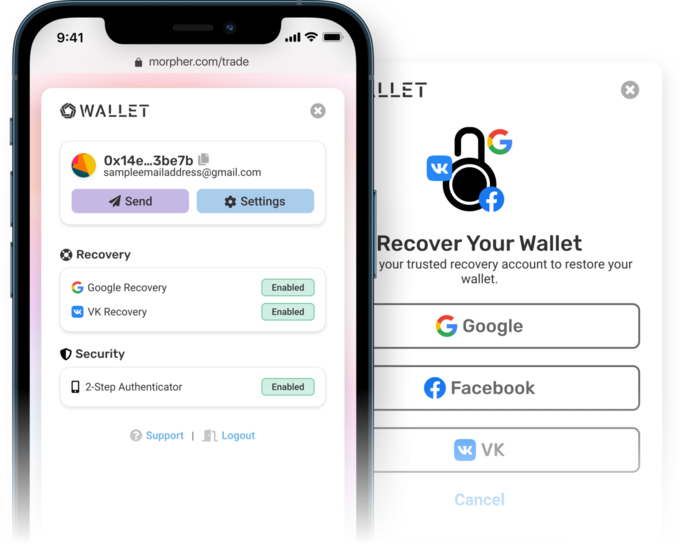 9:41
morpher.com/trade
WALLET
0x14e...3be7b
sampleemailaddress@gmail.com
Send
Settings
Recovery
Google Recovery
Enabled
VK Recovery
Enabled
Security
2-Step Authenticator
Enabled
Support | Logout
LLET
Recover Your Wallet
your trusted recovery account to restore your
wallet.
Google
Facebook
VK
Cancel